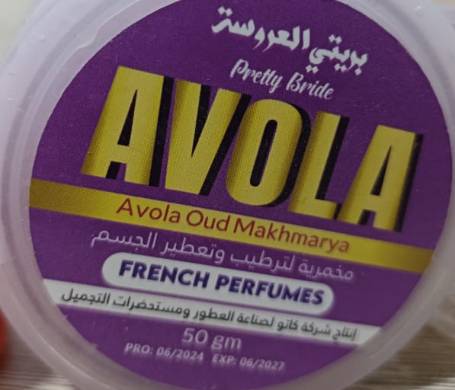 بريتي العروسة
Pretty Bride
AVOLA
Avola Oud Makhmarya
مخمرية لترطيب وتعطير الجسم
FRENCH PERFUMES
إنتاج شركة كانو لصناعة العطور ومستحضرات التجميل
50 gm
PRO: 06/2024 EXP: 06/2027